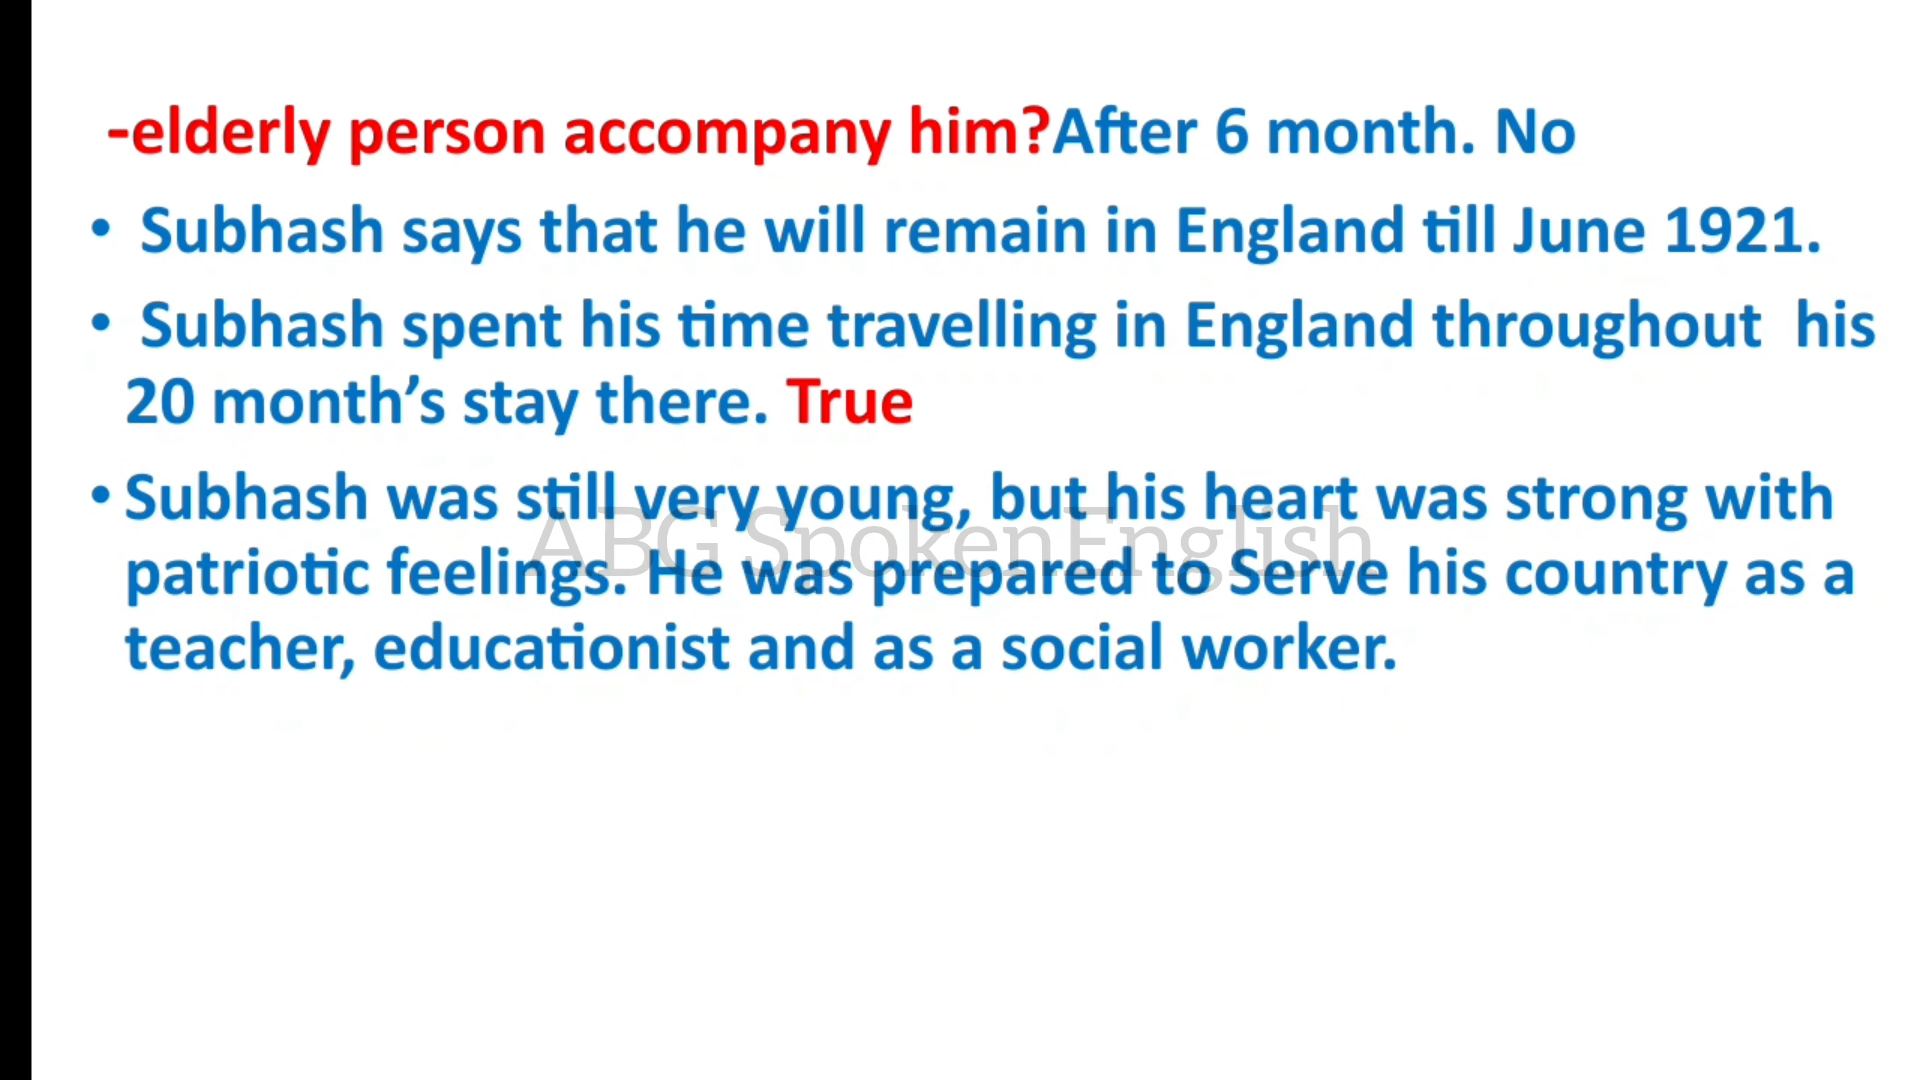 -elderly person accompany him?After 6 month. No
• Subhash says that he will remain in England till June 1921.
• Subhash spent his time travelling in England throughout  his
20 month’s stay there. True
• Subhash was still very young, but his heart was strong with
patriotic feelings. He was prepared to Serve his country as a
teacher, educationist and as a social worker.
ABG SpokenEnglish